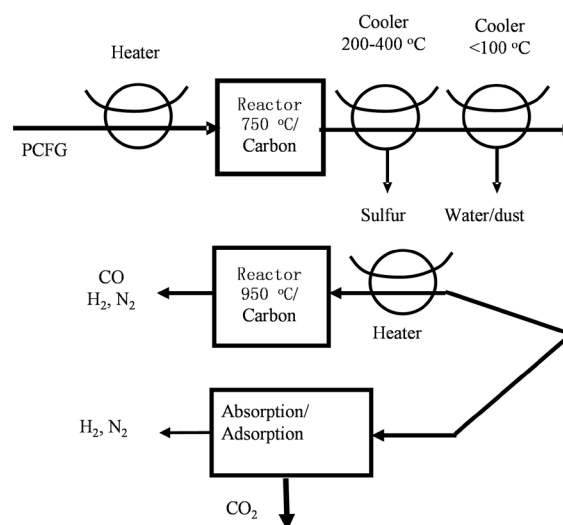 Heater
Cooler
200-400 °C
Cooler
<100 °C
PCFG
Reactor
750 °C/
Carbon
Sulfur
Water/dust
CO
H₂, N₂
Reactor
950 °C/
Carbon
Heater
H₂, N₂
Absorption/
Adsorption
CO₂